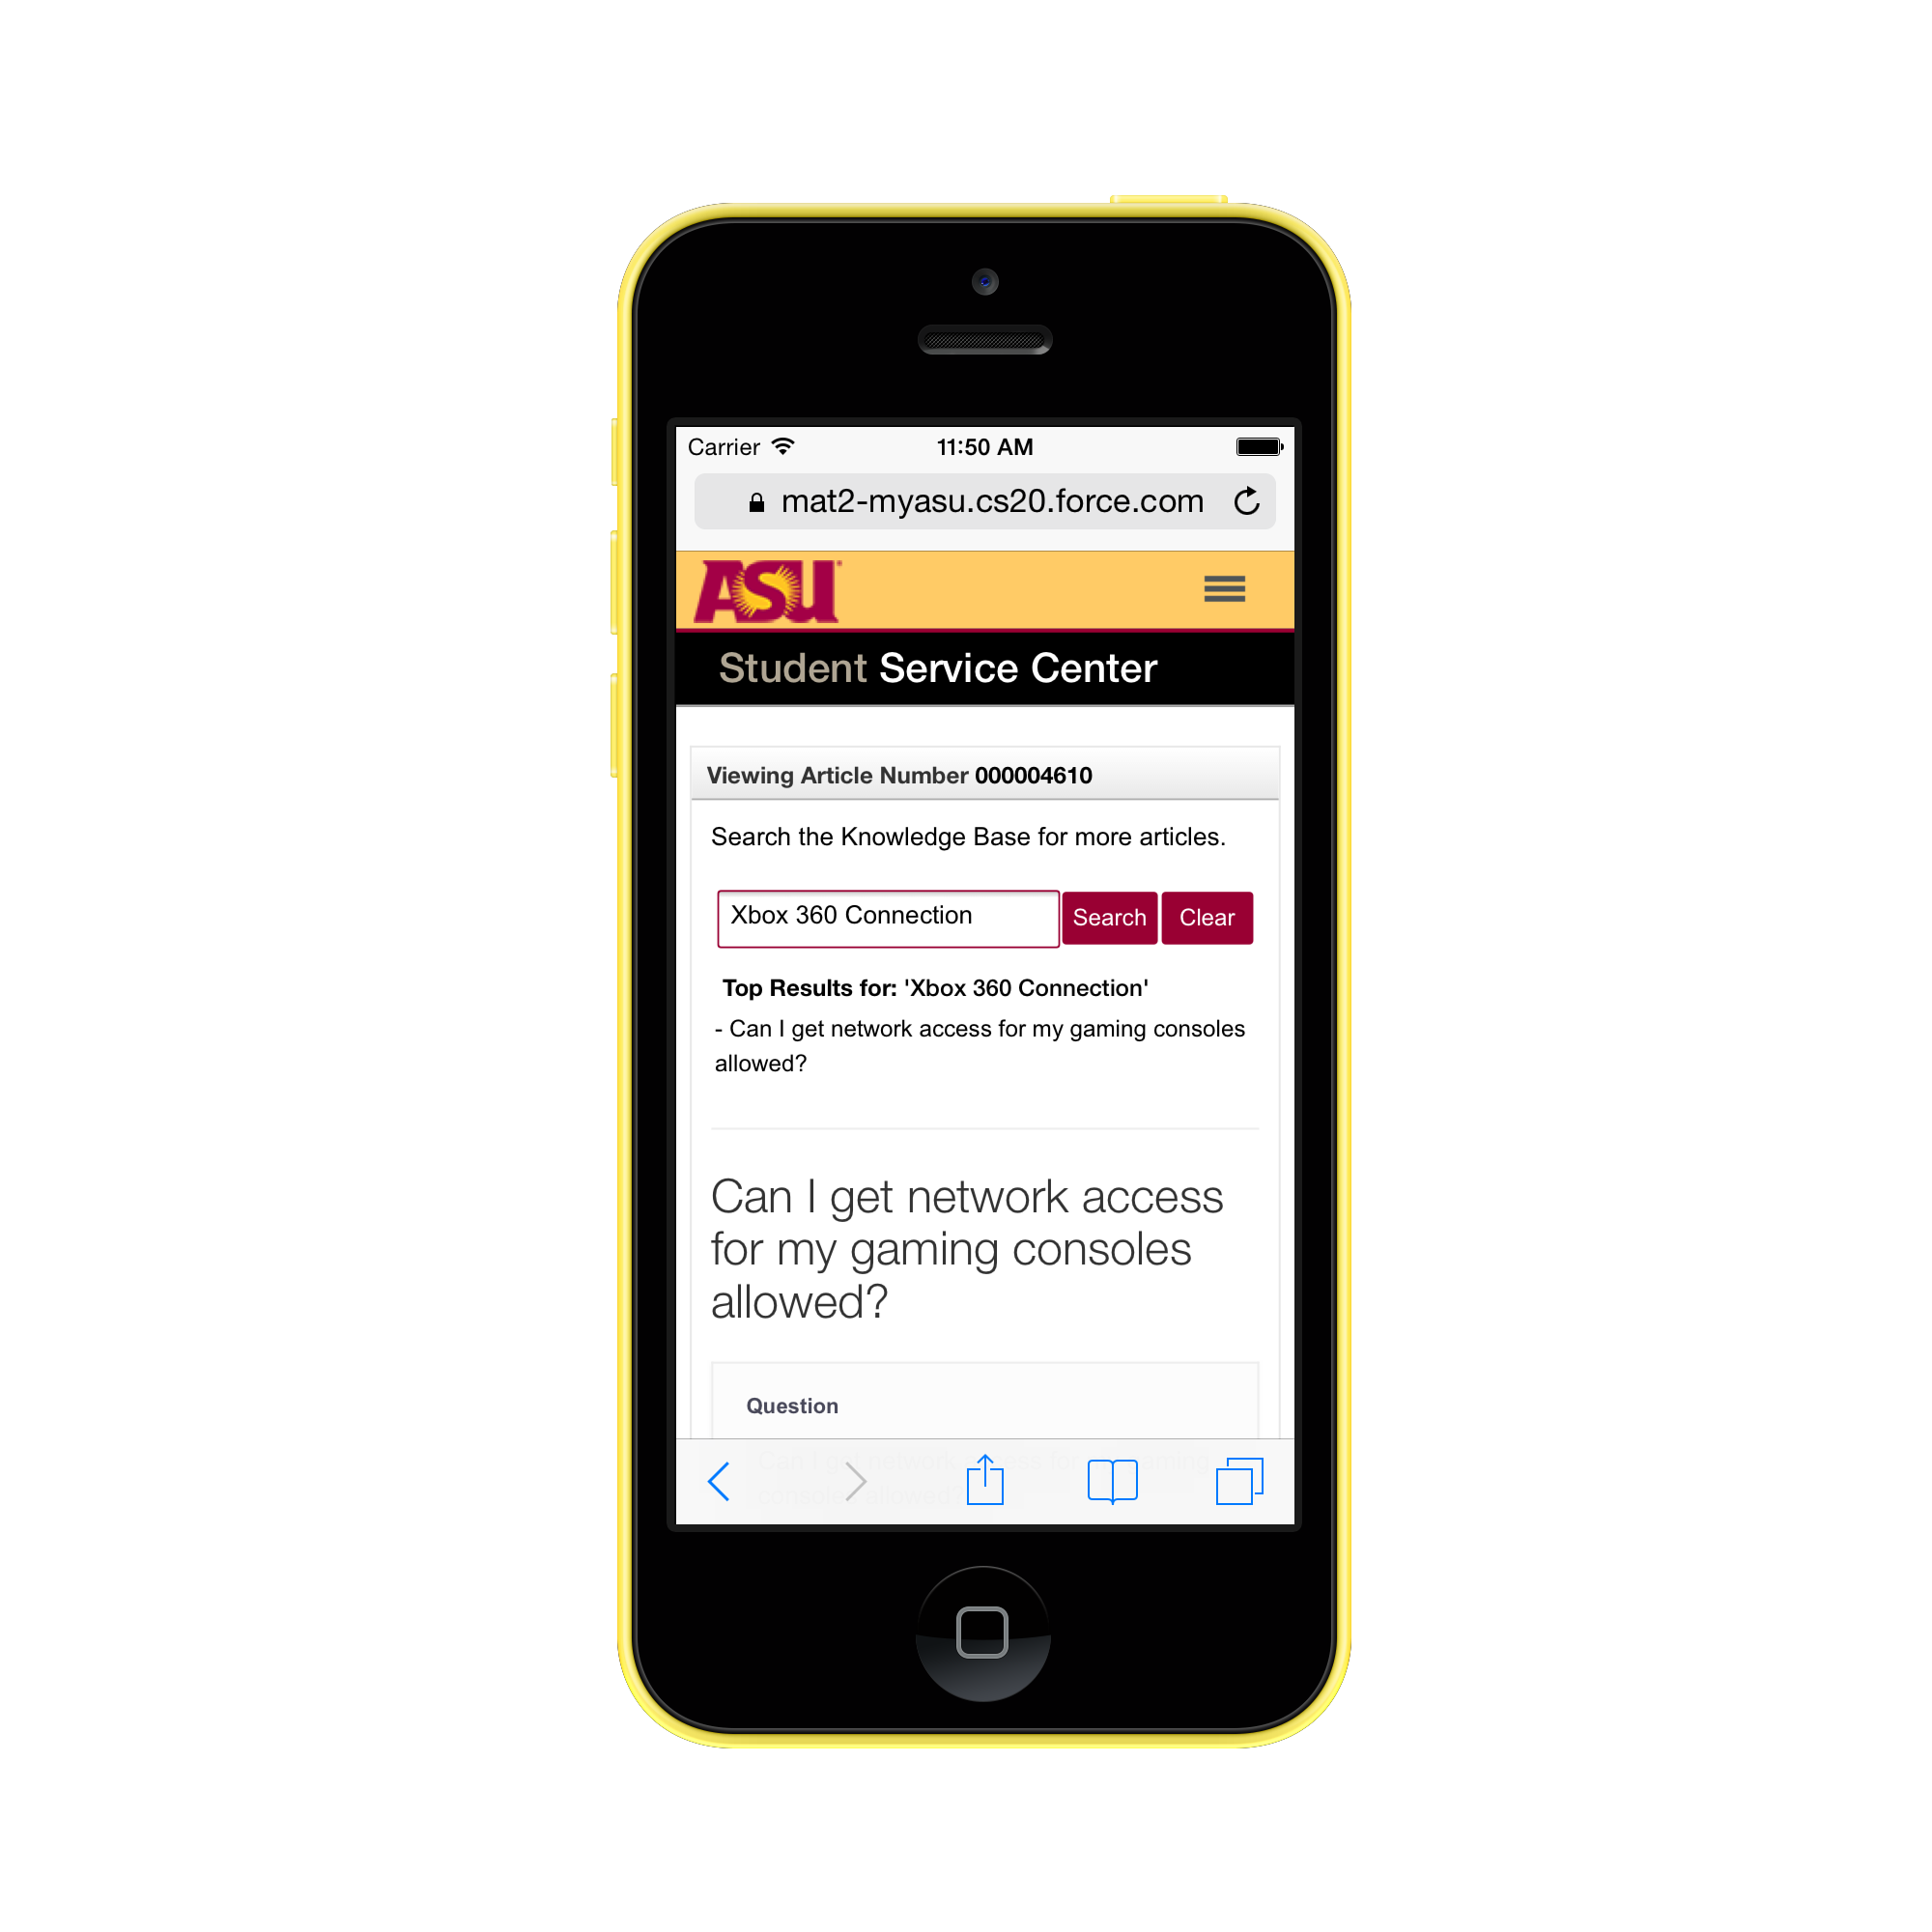 Carrier 11:50 AM
mat2-myasu.cs20.force.com
ASU
Student Service Center
Viewing Article Number 000004610
Search the Knowledge Base for more articles.
Xbox 360 Connection Search Clear
Top Results for: 'Xbox 360 Connection'
- Can I get network access for my gaming consoles
allowed?
Can I get network access
for my gaming consoles
allowed?
Question